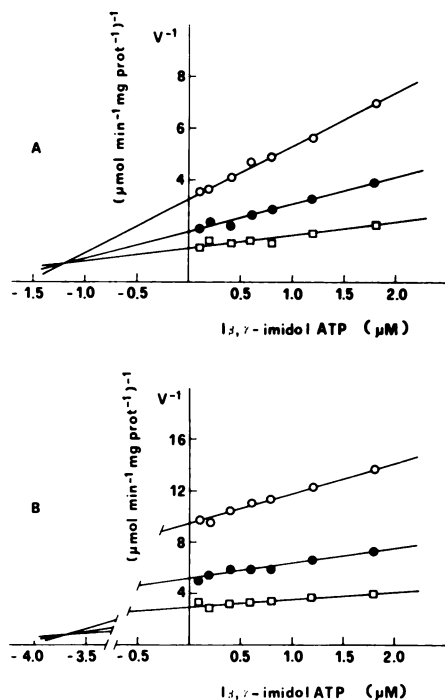 V⁻¹
(μmol min⁻¹ mg prot⁻¹)⁻¹
8
6
4
A
-1.5
-1.0
-0.5
0.5
1.0
1.5
2.0
[β,γ-imido] ATP (μM)
V⁻¹
(μmol min⁻¹ mg prot⁻¹)⁻¹
16
12
8
4
B
-4.0
-3.5
-0.5
0.5
1.0
1.5
2.0
[β,γ-imido] ATP (μM)